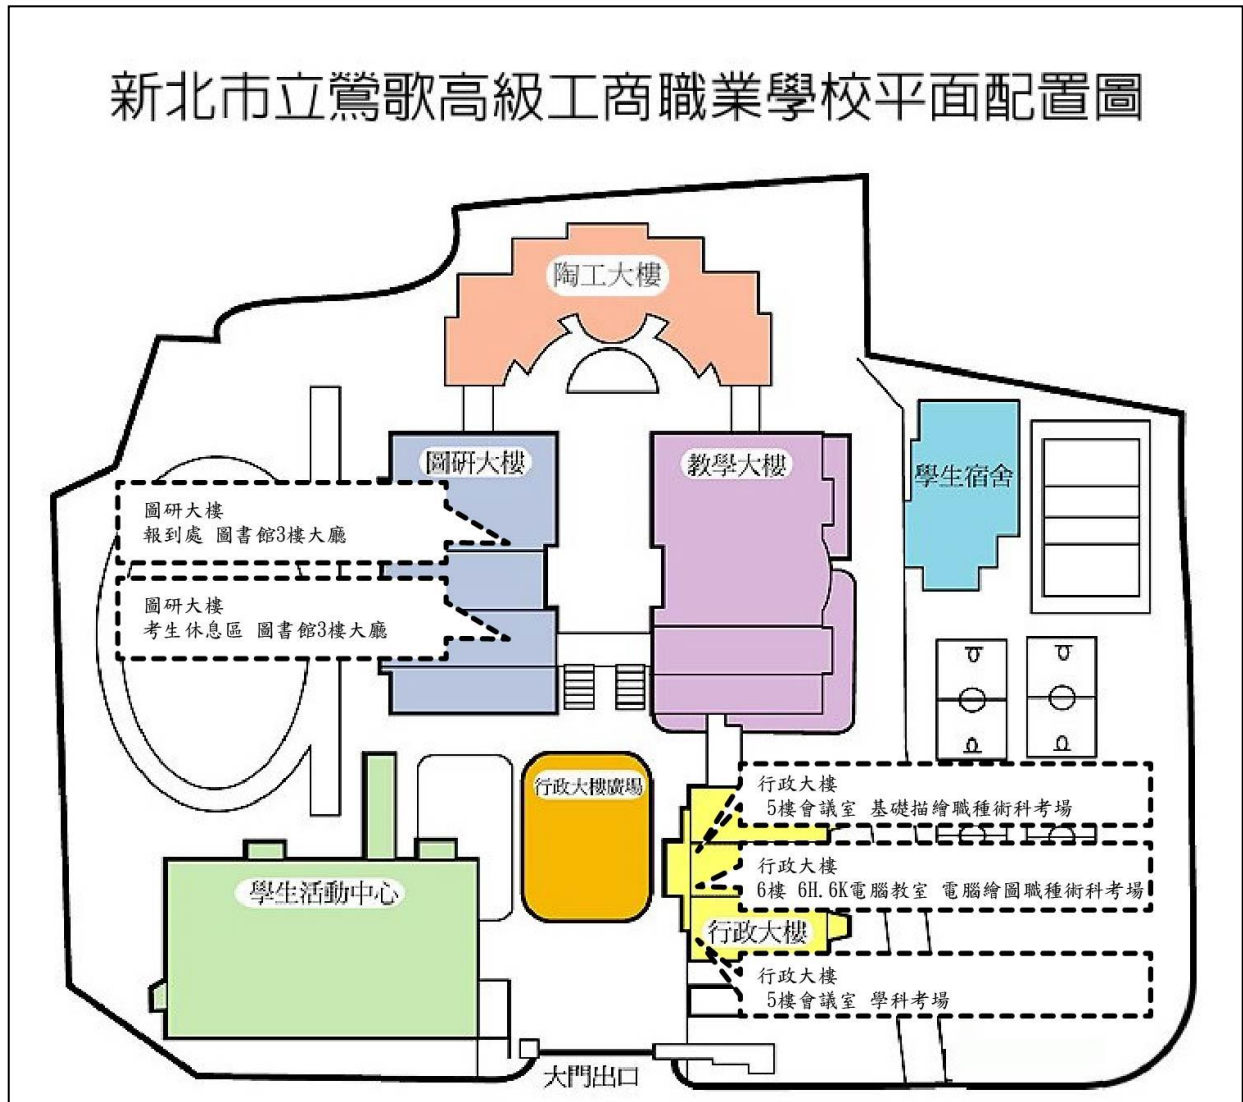 新北市立鶯歌高級工商職業學校平面配置圖
陶工大樓
圖研大樓
教學大樓
學生宿舍
圖研大樓
報到處 圖書館3樓大廳
圖研大樓
考生休息區 圖書館3樓大廳
行政大樓廣場
行政大樓
5樓會議室 基礎描繪職種術科考場
行政大樓
6樓 6H.6K電腦教室 電腦繪圖職種術科考場
學生活動中心
行政大樓
行政大樓
5樓會議室 學科考場
大門出口